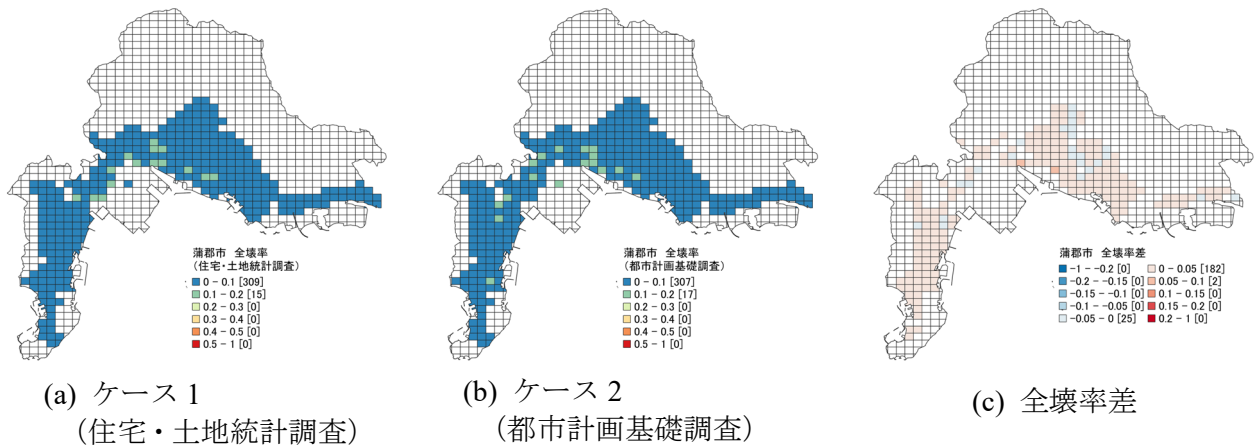 蒲郡市 全壊率
(住宅・土地統計調査)
0 – 0.1 [309]
0.1 – 0.2 [15]
0.2 – 0.3 [0]
0.3 – 0.4 [0]
0.4 – 0.5 [0]
0.5 – 1 [0]
(a) ケース 1
（住宅・土地統計調査）
蒲郡市 全壊率
(都市計画基礎調査)
0 – 0.1 [307]
0.1 – 0.2 [17]
0.2 – 0.3 [0]
0.3 – 0.4 [0]
0.4 – 0.5 [0]
0.5 – 1 [0]
(b) ケース 2
（都市計画基礎調査）
蒲郡市 全壊率差
-1 – -0.2 [0]
-0.2 – -0.15 [0]
-0.15 – -0.1 [0]
-0.1 – -0.05 [0]
-0.05 – 0 [25]
0 – 0.05 [182]
0.05 – 0.1 [2]
0.1 – 0.15 [0]
0.15 – 0.2 [0]
0.2 – 1 [0]
(c) 全壊率差